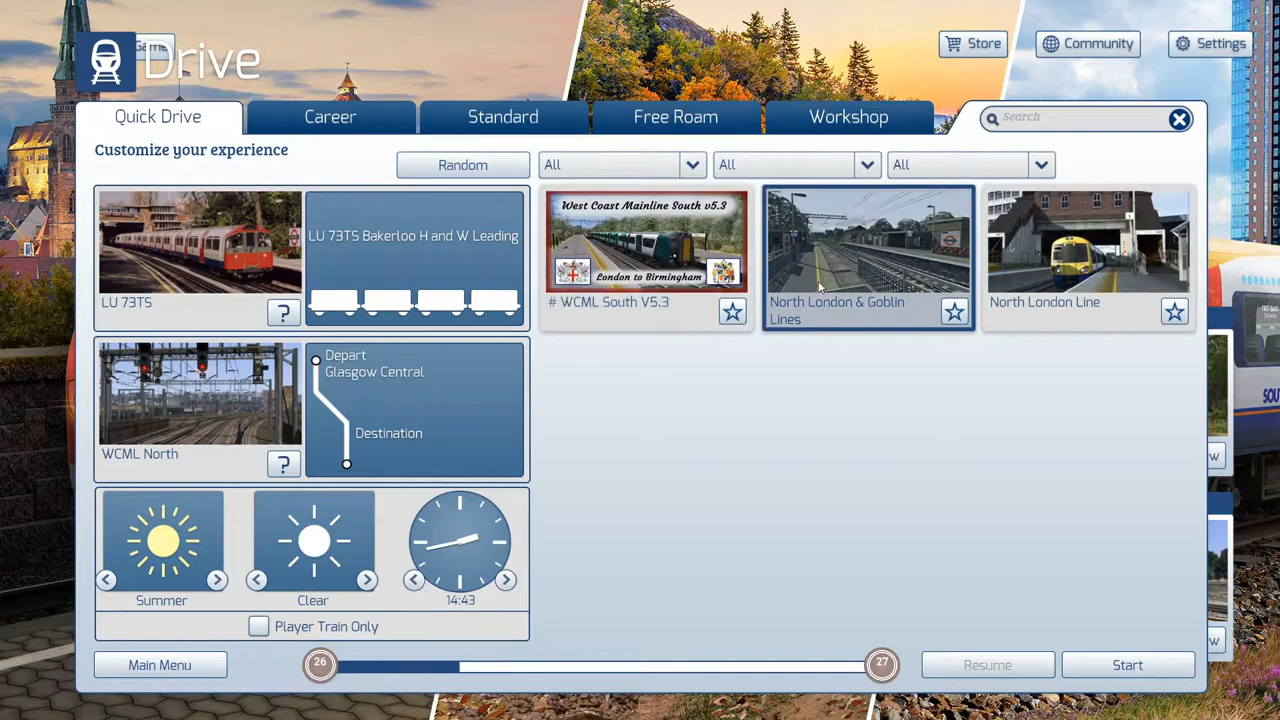 Game
Drive
Store
Community
Settings
Quick Drive
Career
Standard
Free Roam
Workshop
Search
Customize your experience
Random
All
All
All
LU 73TS
?
LU 73TS Bakerloo H and W Leading
West Coast Mainline South v5.3
London to Birmingham
# WCML South V5.3
North London & Goblin
Lines
North London Line
WCML North
?
Depart
Glasgow Central
Destination
Summer
Clear
14:43
Player Train Only
Main Menu
26
27
Resume
Start